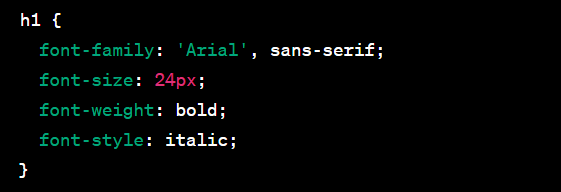 h1 {
  font-family: 'Arial', sans-serif;
  font-size: 24px;
  font-weight: bold;
  font-style: italic;
}